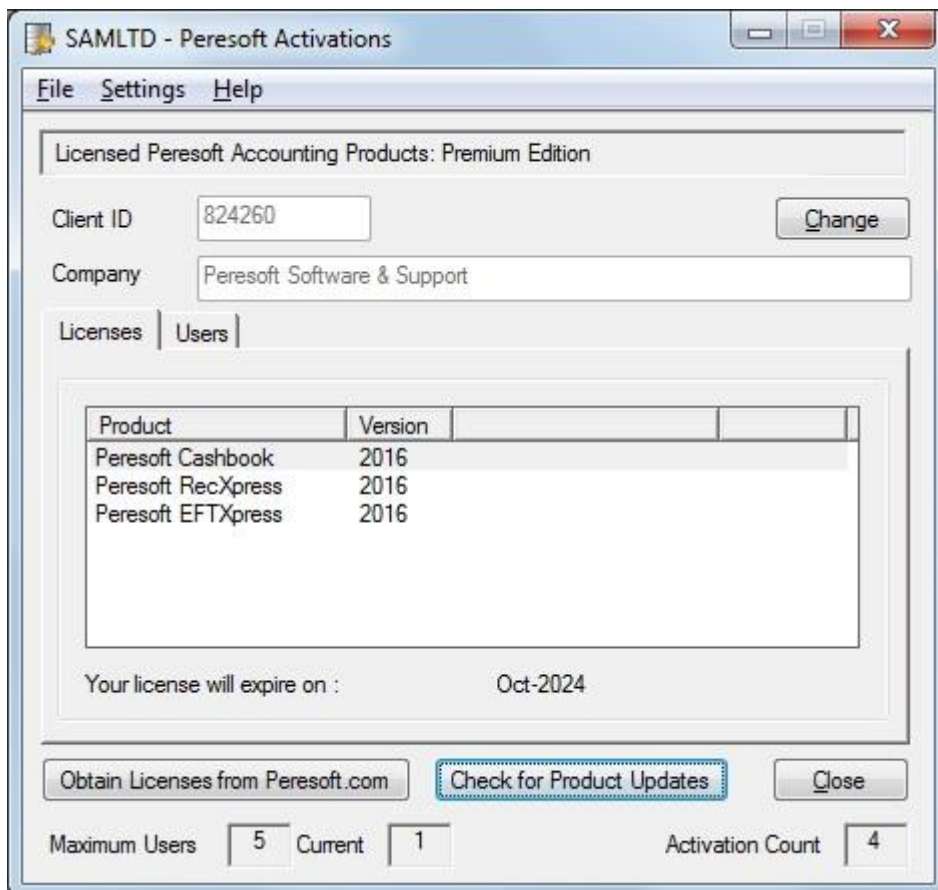 SAMLTD - Peresoft Activations
File Settings Help
Licensed Peresoft Accounting Products: Premium Edition
Client ID 824260 Change
Company Peresoft Software & Support
Licenses Users
Product Version
Peresoft Cashbook 2016
Peresoft RecXpress 2016
Peresoft EFTXpress 2016
Your license will expire on : Oct-2024
Obtain Licenses from Peresoft.com Check for Product Updates Close
Maximum Users 5 Current 1 Activation Count 4